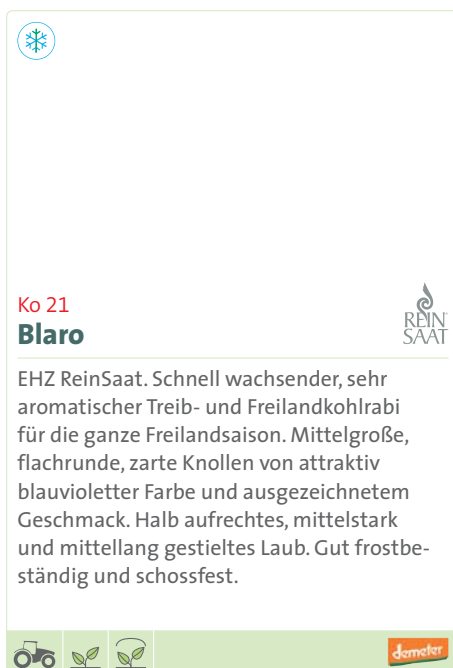 Ko 21
Blaro
REIN
SAAT
EHZ ReinSaat. Schnell wachsender, sehr
aromatischer Treib- und Freilandkohlrabi
für die ganze Freilandsaison. Mittelgroße,
flachrunde, zarte Knollen von attraktiv
blauvioletter Farbe und ausgezeichnetem
Geschmack. Halb aufrechtes, mittelstark
und mittellang gestieltes Laub. Gut frostbe-
ständig und schossfest.
demeter